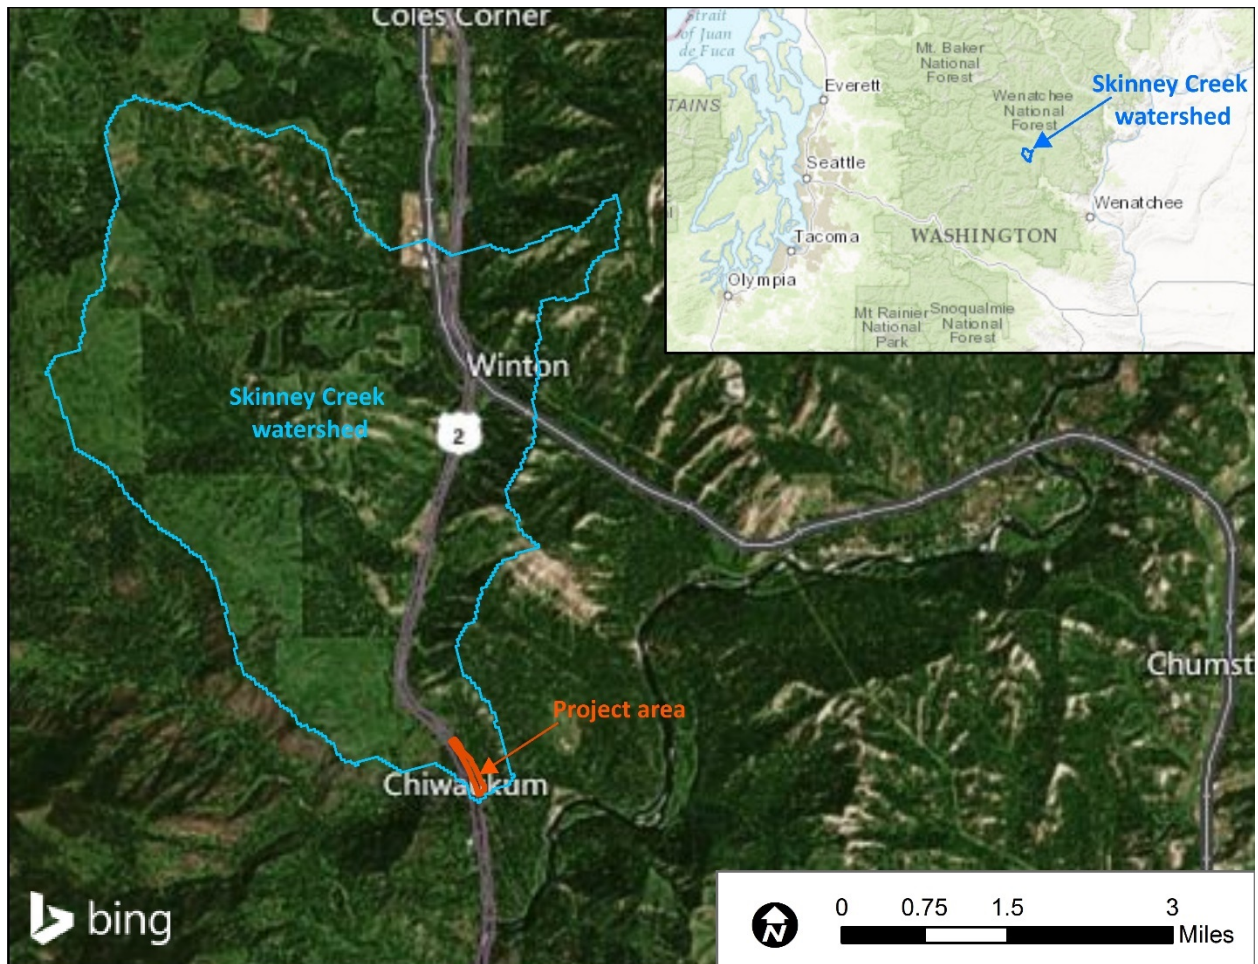 Coles Corner
Winton
Skinney Creek
watershed
2
Project area
Chiwaukum
Chumst
bing
Strait
of Juan
de Fuca
Mt. Baker
National
Forest
TAINS
Everett
Wenatchee
National
Forest
Skinney Creek
watershed
Seattle
Wenatchee
Tacoma
WASHINGTON
Olympia
Mt Rainier
National
Park
Snoqualmie
National
Forest
N
0 0.75 1.5 3
Miles